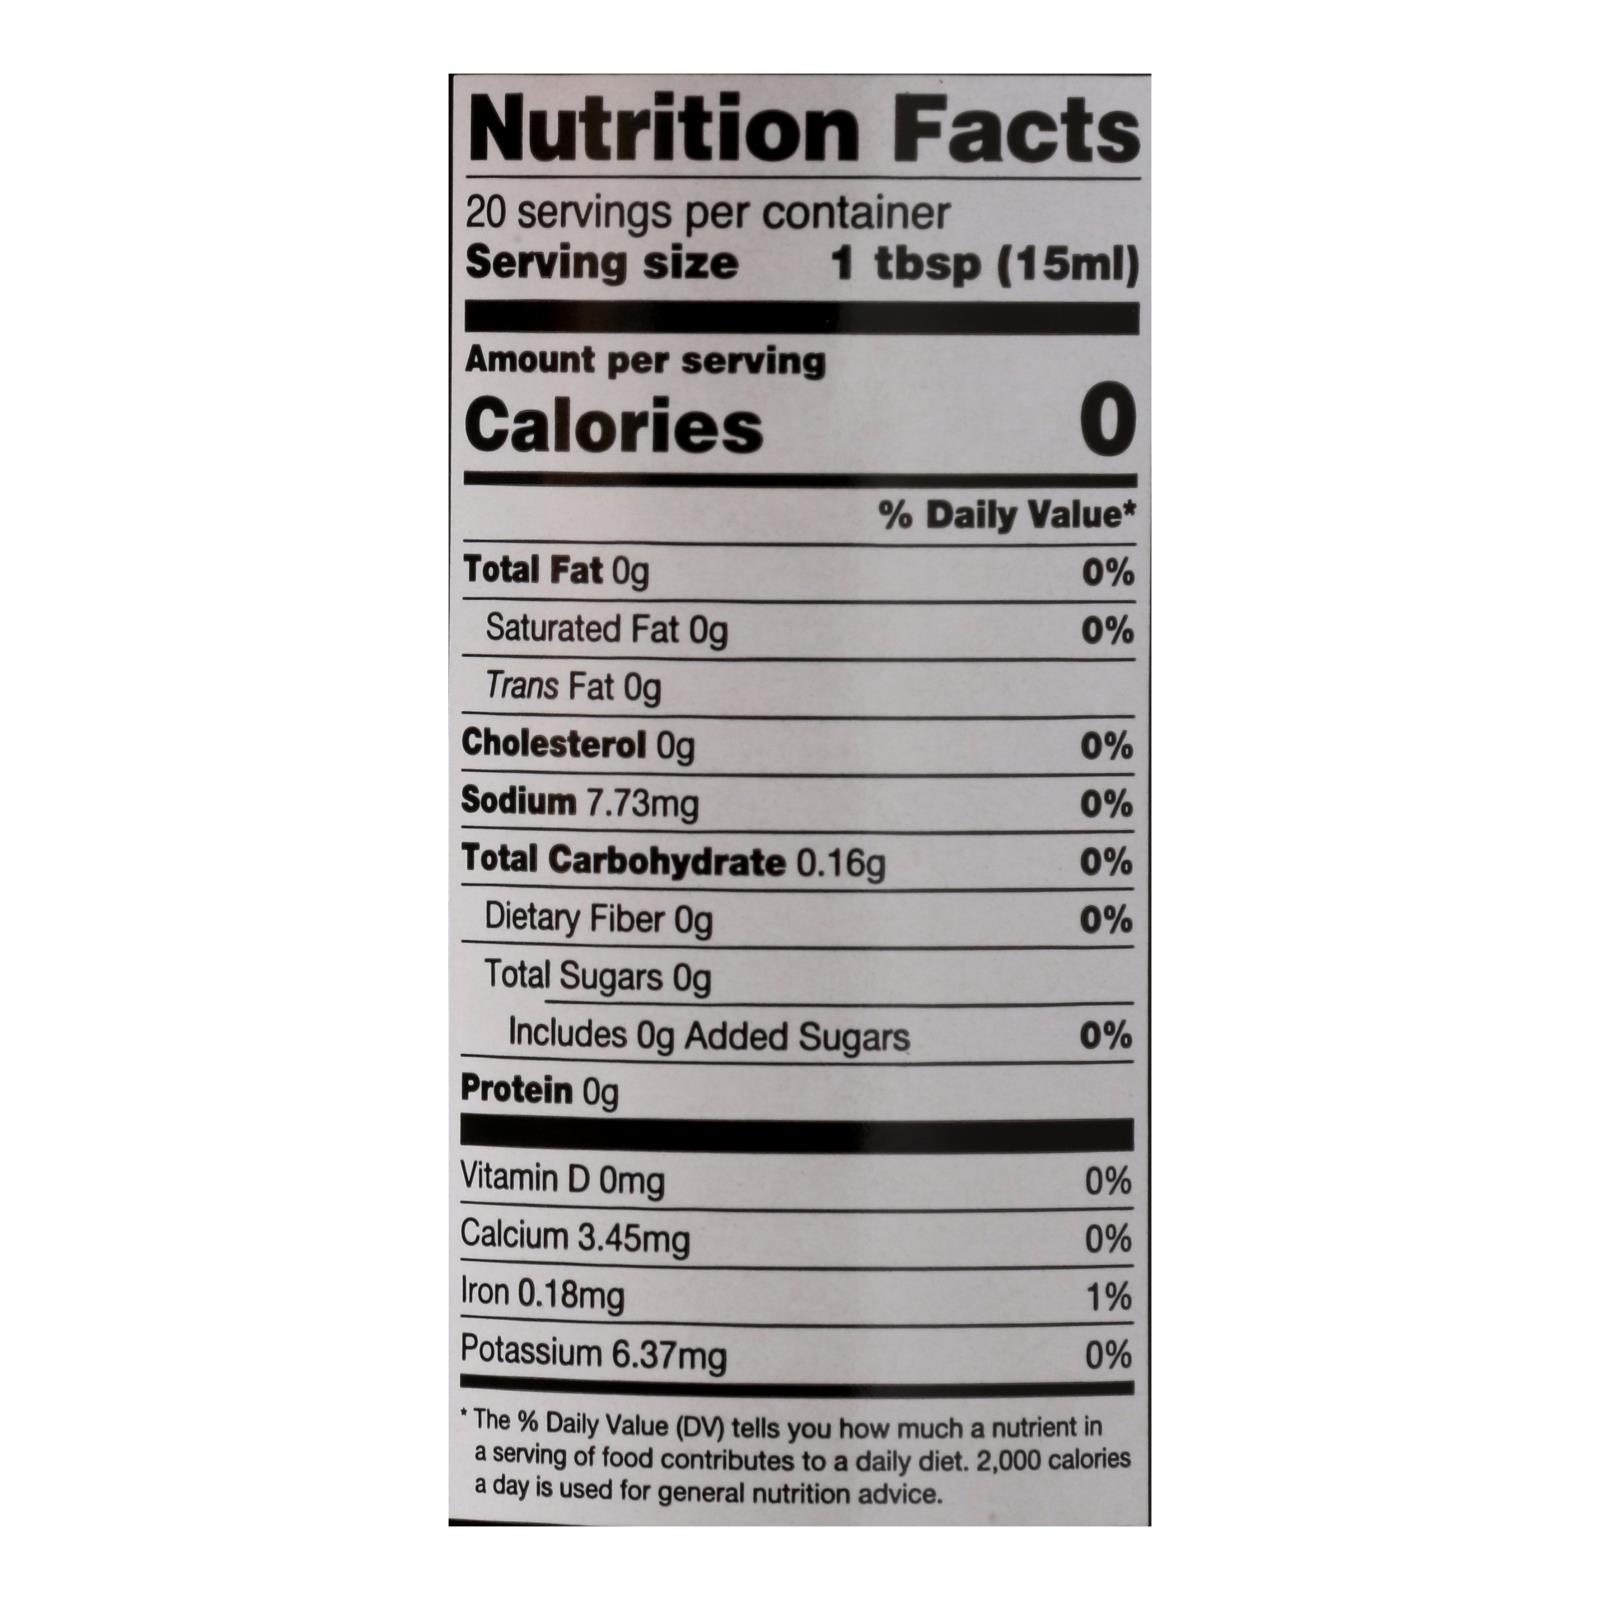 Nutrition Facts
20 servings per container
Serving size 1 tbsp (15ml)
Amount per serving
Calories 0
% Daily Value*
Total Fat 0g 0%
Saturated Fat 0g 0%
Trans Fat 0g
Cholesterol 0g 0%
Sodium 7.73mg 0%
Total Carbohydrate 0.16g 0%
Dietary Fiber 0g 0%
Total Sugars 0g
Includes 0g Added Sugars 0%
Protein 0g
Vitamin D 0mg 0%
Calcium 3.45mg 0%
Iron 0.18mg 1%
Potassium 6.37mg 0%
* The % Daily Value (DV) tells you how much a nutrient in
a serving of food contributes to a daily diet. 2,000 calories
a day is used for general nutrition advice.